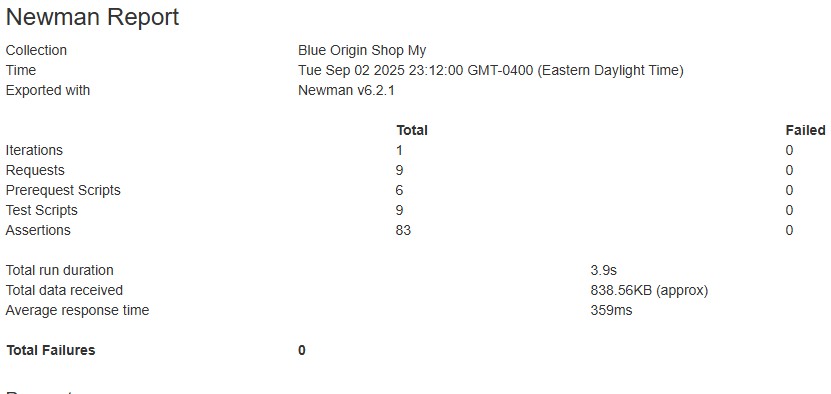 Newman Report
Collection Blue Origin Shop My
Time Tue Sep 02 2025 23:12:00 GMT-0400 (Eastern Daylight Time)
Exported with Newman v6.2.1
Total Failed
Iterations 1 0
Requests 9 0
Prerequest Scripts 6 0
Test Scripts 9 0
Assertions 83 0
Total run duration 3.9s
Total data received 838.56KB (approx)
Average response time 359ms
Total Failures 0